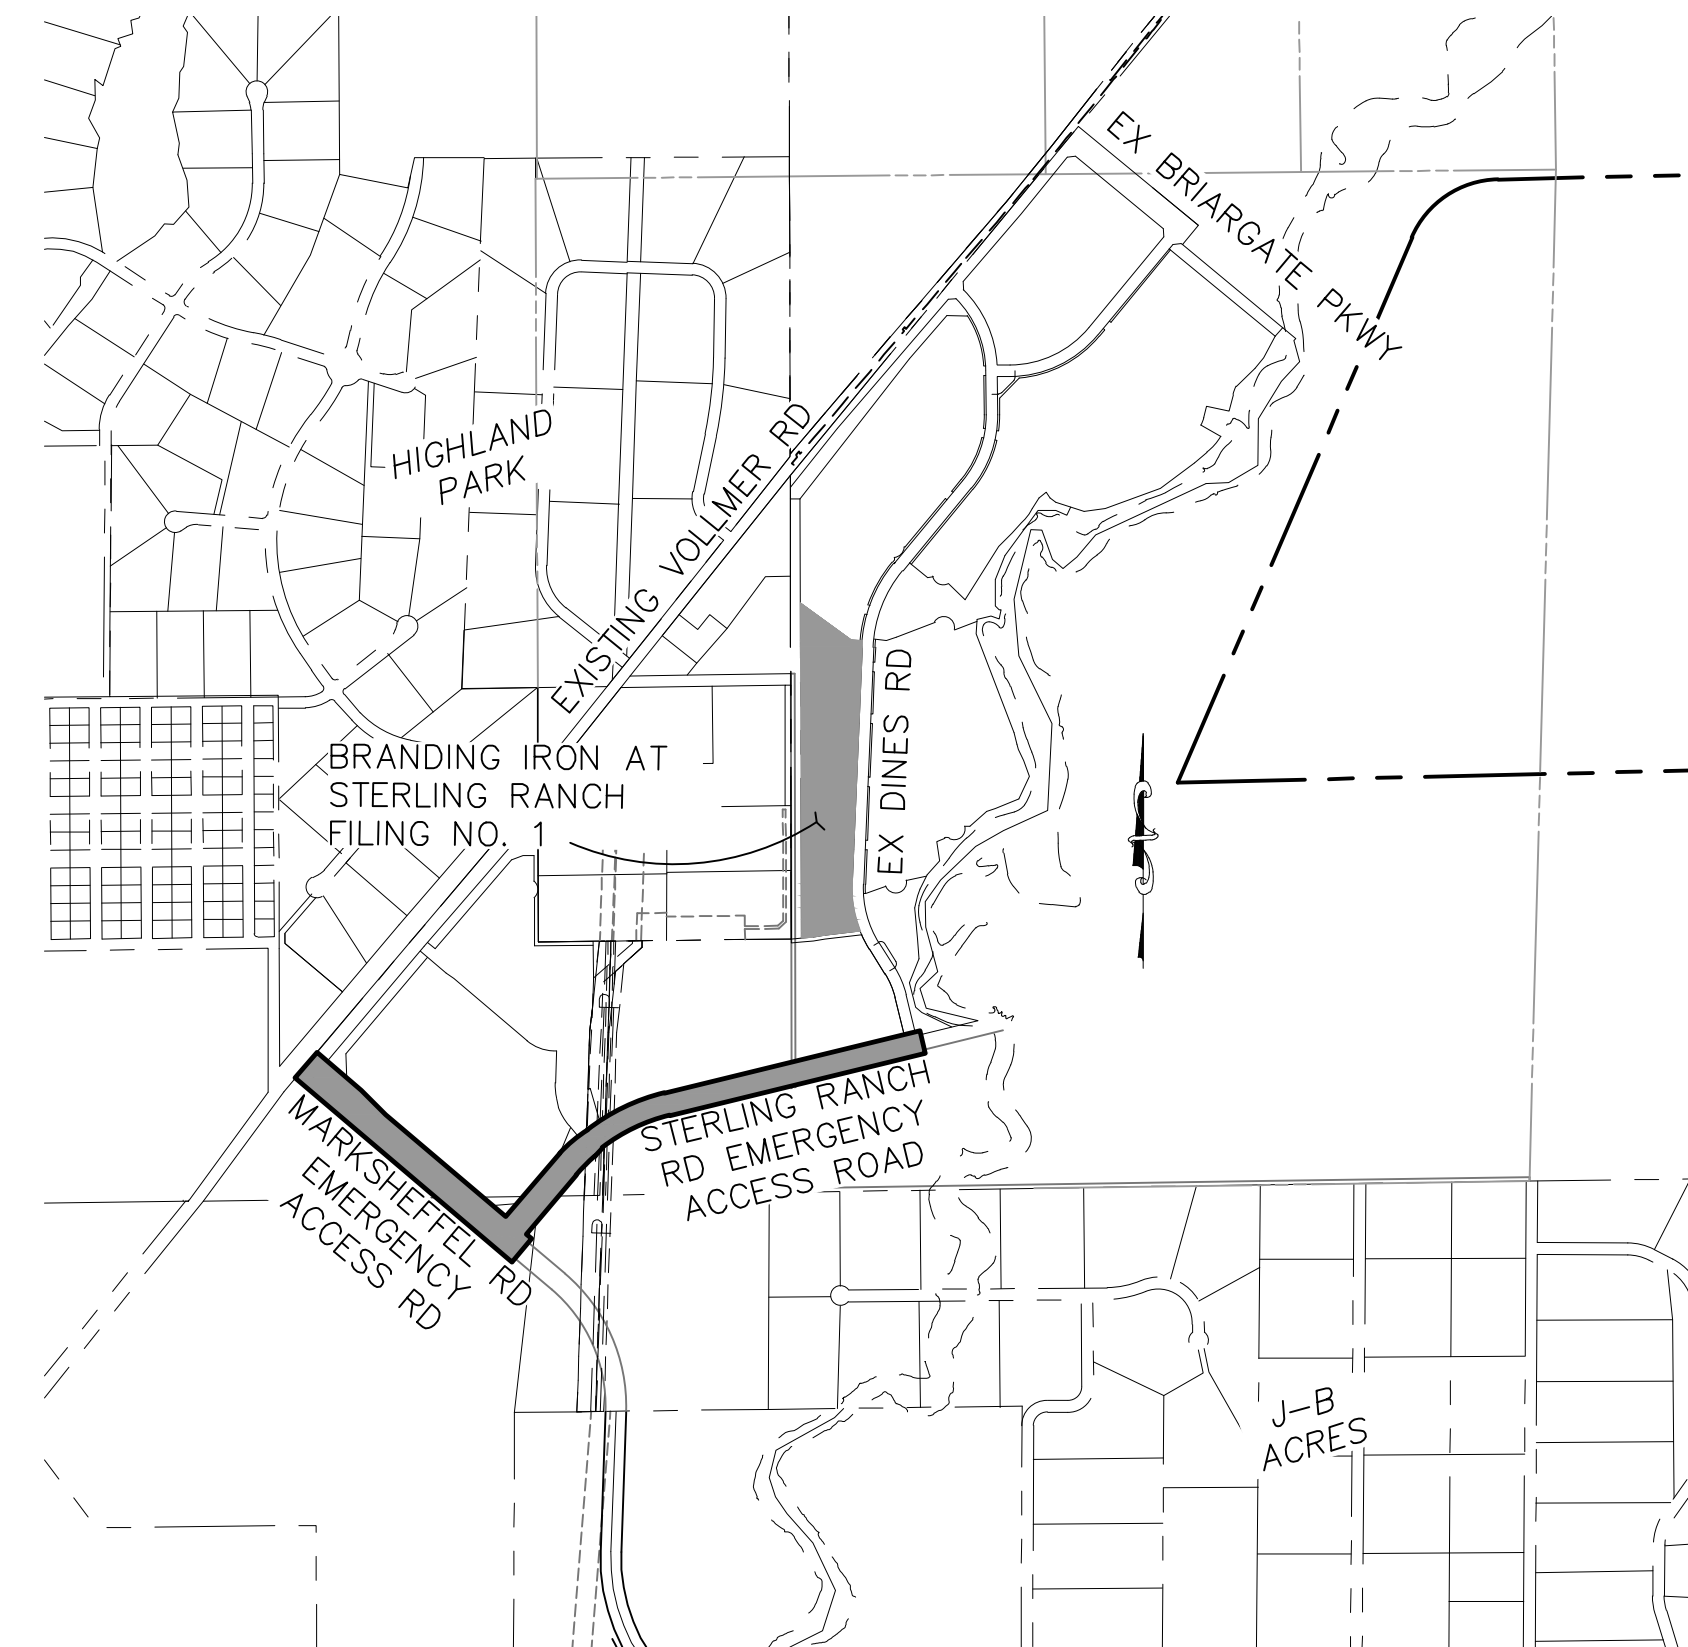 EX BRIARGATE PKWY
HIGHLAND
PARK
EXISTING VOLLMER RD
EX DINES RD
BRANDING IRON AT
STERLING RANCH
FILING NO. 1
STERLING RANCH
RD EMERGENCY
ACCESS ROAD
MARKSHEFFEL RD
EMERGENCY
ACCESS RD
J-B
ACRES